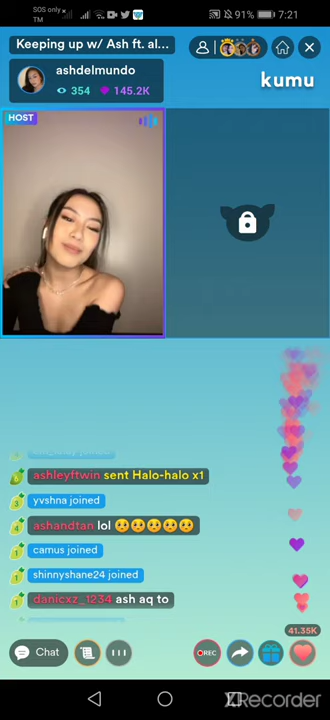 SOS only
TM
91% 7:21
Keeping up w/ Ash ft. al...
ashdelmundo
354 145.2K
kumu
HOST
ashleyftwin sent Halo-halo x1
yvshna joined
ashandtan lol 🥺🥺🥺🥺🥺
camus joined
shinnyshane24 joined
danicxz_1234 ash aq to
41.35K
Chat
REC
XRecorder